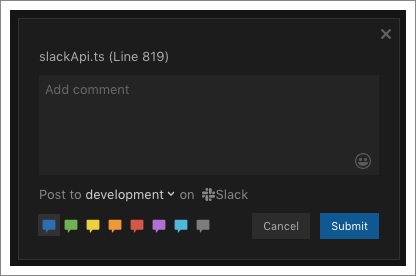 slackApi.ts (Line 819)
Add comment
Post to development on Slack
Cancel Submit